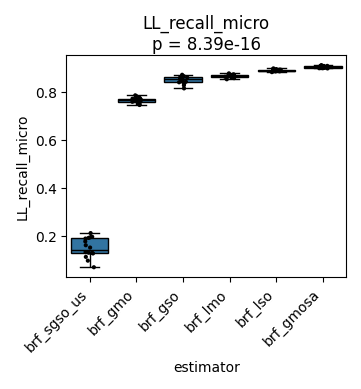 LL_recall_micro
p = 8.39e-16
LL_recall_micro
0.8
0.6
0.4
0.2
brf_sgso_us
brf_gmo
brf_gso
brf_lmo
brf_lso
brf_gmosa
estimator